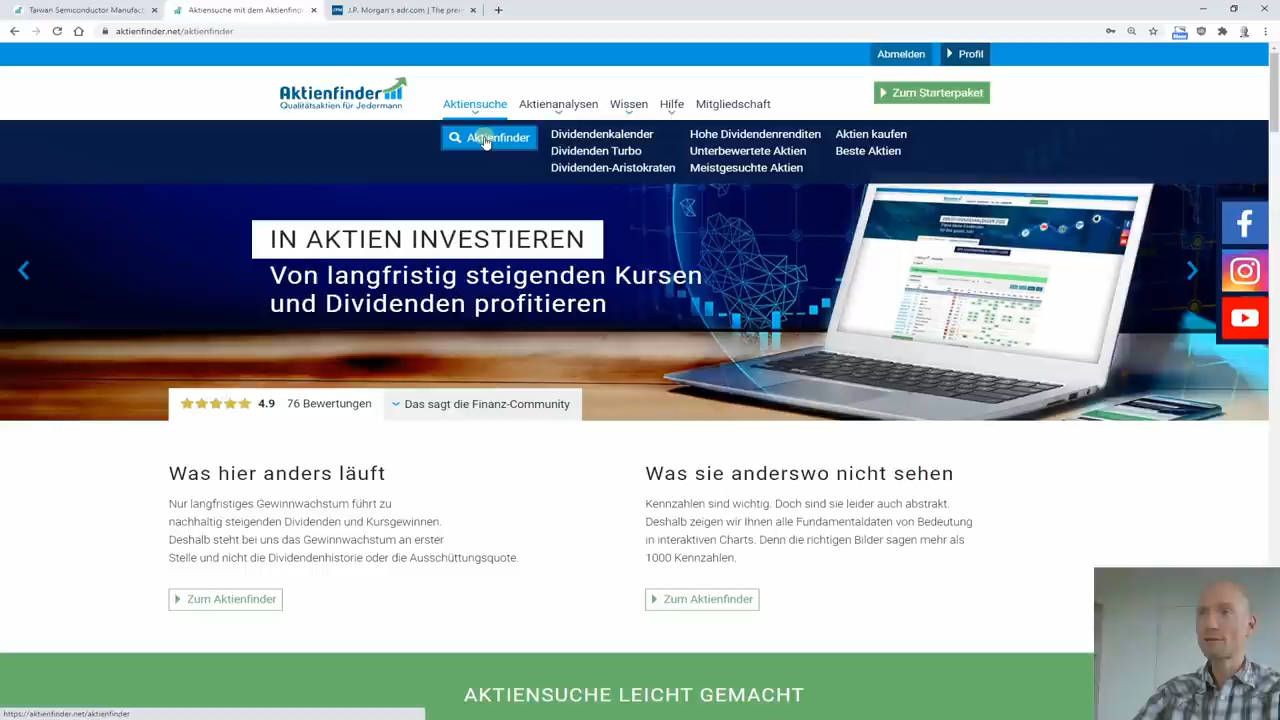 Taiwan Semiconductor Manufact
Aktiensuche mit dem Aktienfind
J.P. Morgan's adr.com | The pre
aktienfinder.net/aktienfinder
Abmelden
Profil
Aktienfinder
Qualitätsaktien für Jedermann
Aktiensuche
Aktienanalysen
Wissen
Hilfe
Mitgliedschaft
Zum Starterpaket
Aktienfinder
Dividendenkalender
Hohe Dividendenrenditen
Aktien kaufen
Dividenden Turbo
Unterbewertete Aktien
Beste Aktien
Dividenden-Aristokraten
Meistgesuchte Aktien
IN AKTIEN INVESTIEREN
Von langfristig steigenden Kursen
und Dividenden profitieren
4.9 76 Bewertungen
Das sagt die Finanz-Community
Was hier anders läuft
Nur langfristiges Gewinnwachstum führt zu
nachhaltig steigenden Dividenden und Kursgewinnen.
Deshalb steht bei uns das Gewinnwachstum an erster
Stelle und nicht die Dividendenhistorie oder die Ausschüttungsquote.
Zum Aktienfinder
Was sie anderswo nicht sehen
Kennzahlen sind wichtig. Doch sind sie leider auch abstrakt.
Deshalb zeigen wir Ihnen alle Fundamentaldaten von Bedeutung
in interaktiven Charts. Denn die richtigen Bilder sagen mehr als
1000 Kennzahlen.
Zum Aktienfinder
AKTIENSUCHE LEICHT GEMACHT
https://aktienfinder.net/aktienfinder